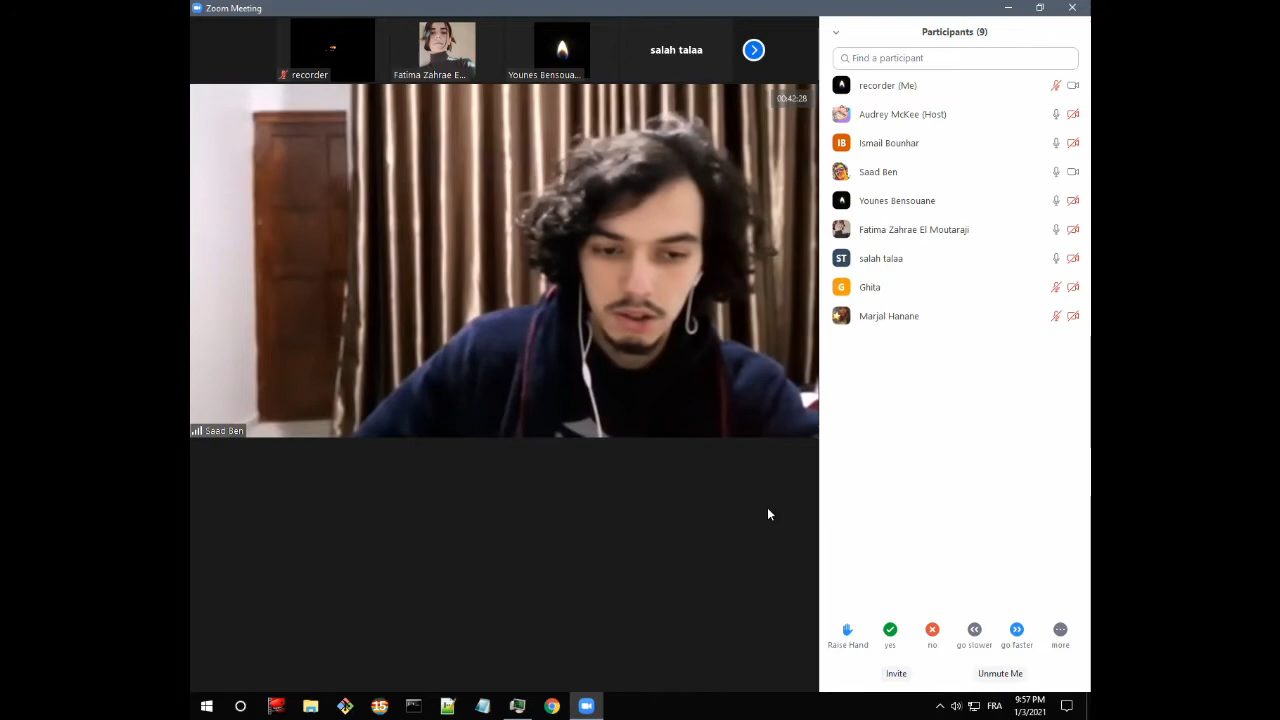 Zoom Meeting
recorder
Fatima Zahrae E...
Younes Bensoua...
salah talaa
00:42:28
Saad Ben
Participants (9)
Find a participant
recorder (Me)
Audrey McKee (Host)
IB Ismail Bounhar
Saad Ben
Younes Bensouane
Fatima Zahrae El Moutaraji
ST salah talaa
G Ghita
Marjal Hanane
Raise Hand yes no go slower go faster more
Invite Unmute Me
15
FRA
9:57 PM
1/3/2021